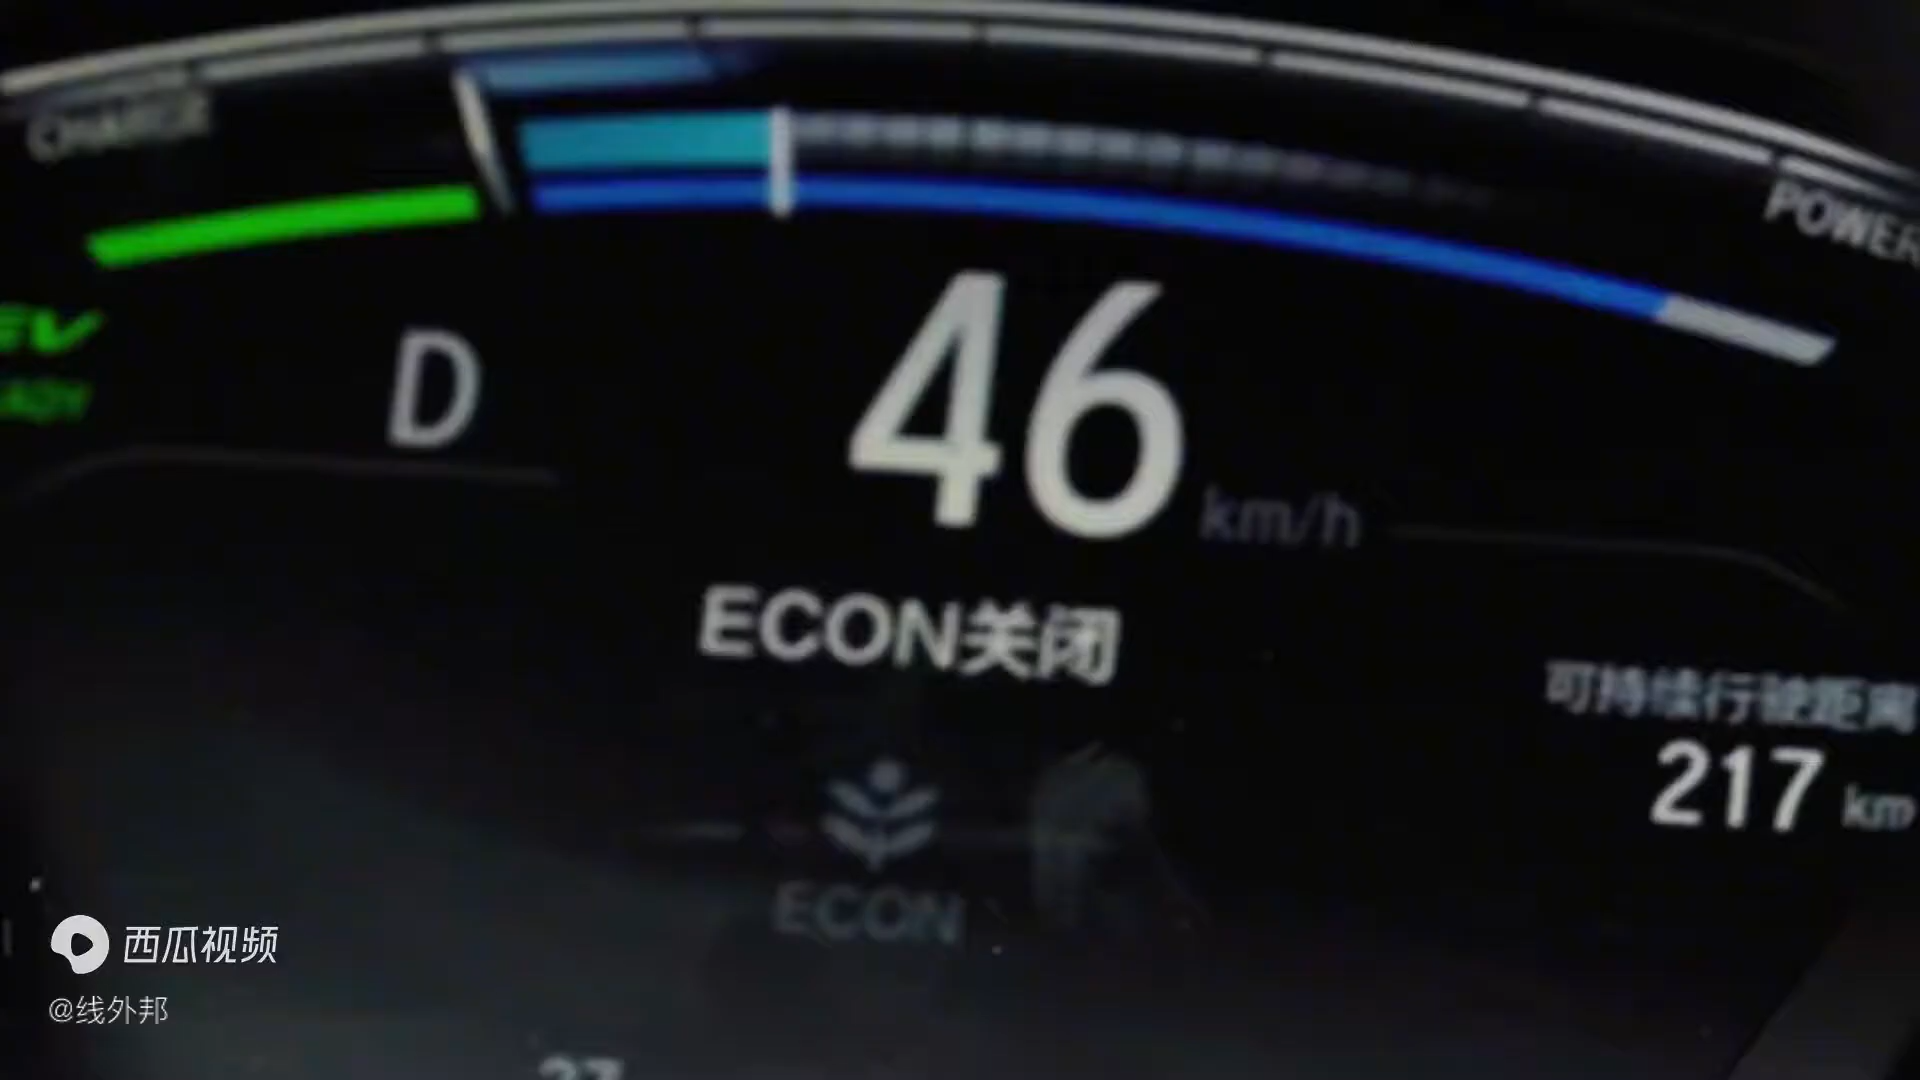 CHARGE
POWER
EV
READY
D
46 km/h
ECON关闭
可持续行驶距离
217 km
ECON
西瓜视频
@线外邦